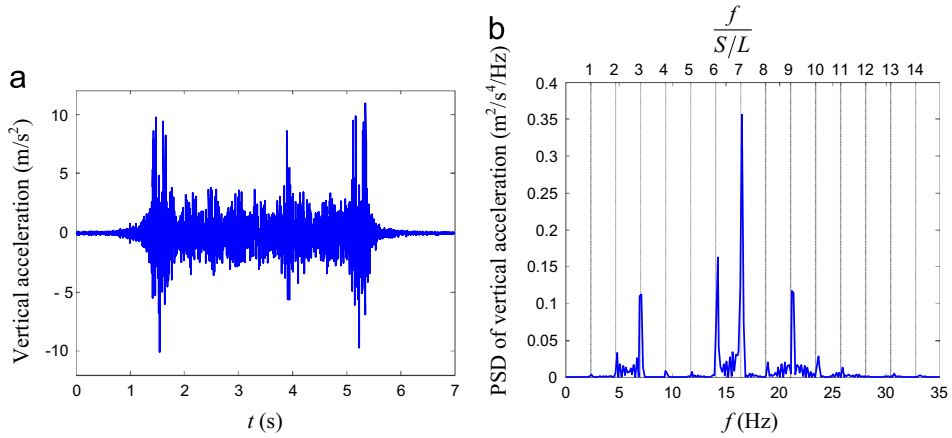 a
Vertical acceleration (m/s²)
10
5
0
-5
-10
0 1 2 3 4 5 6 7
t (s)
b
f
S/L
1 2 3 4 5 6 7 8 9 10 11 12 13 14
PSD of vertical acceleration (m²/s⁴/Hz)
0.4
0.35
0.3
0.25
0.2
0.15
0.1
0.05
0
0 5 10 15 20 25 30 35
f (Hz)